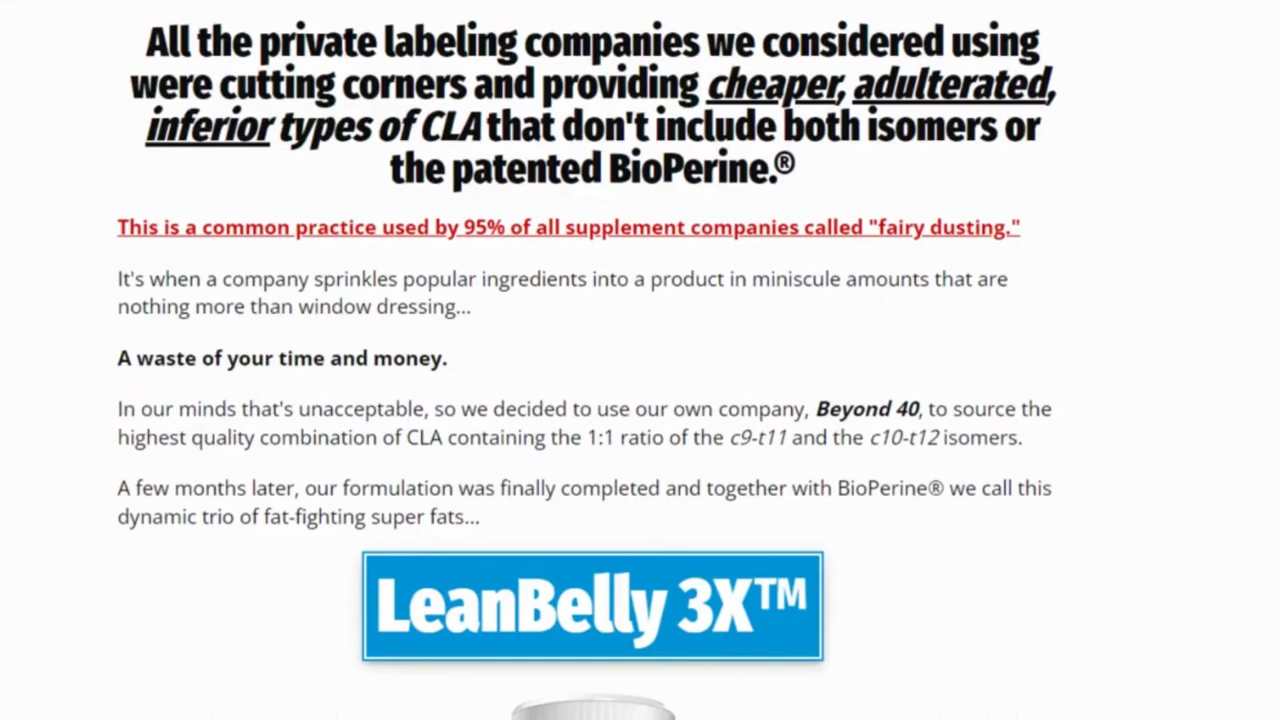 All the private labeling companies we considered using
were cutting corners and providing cheaper, adulterated,
inferior types of CLA that don't include both isomers or
the patented BioPerine.®
This is a common practice used by 95% of all supplement companies called "fairy dusting."
It's when a company sprinkles popular ingredients into a product in miniscule amounts that are
nothing more than window dressing...
A waste of your time and money.
In our minds that's unacceptable, so we decided to use our own company, Beyond 40, to source the
highest quality combination of CLA containing the 1:1 ratio of the c9-t11 and the c10-t12 isomers.
A few months later, our formulation was finally completed and together with BioPerine® we call this
dynamic trio of fat-fighting super fats...
LeanBelly 3X™